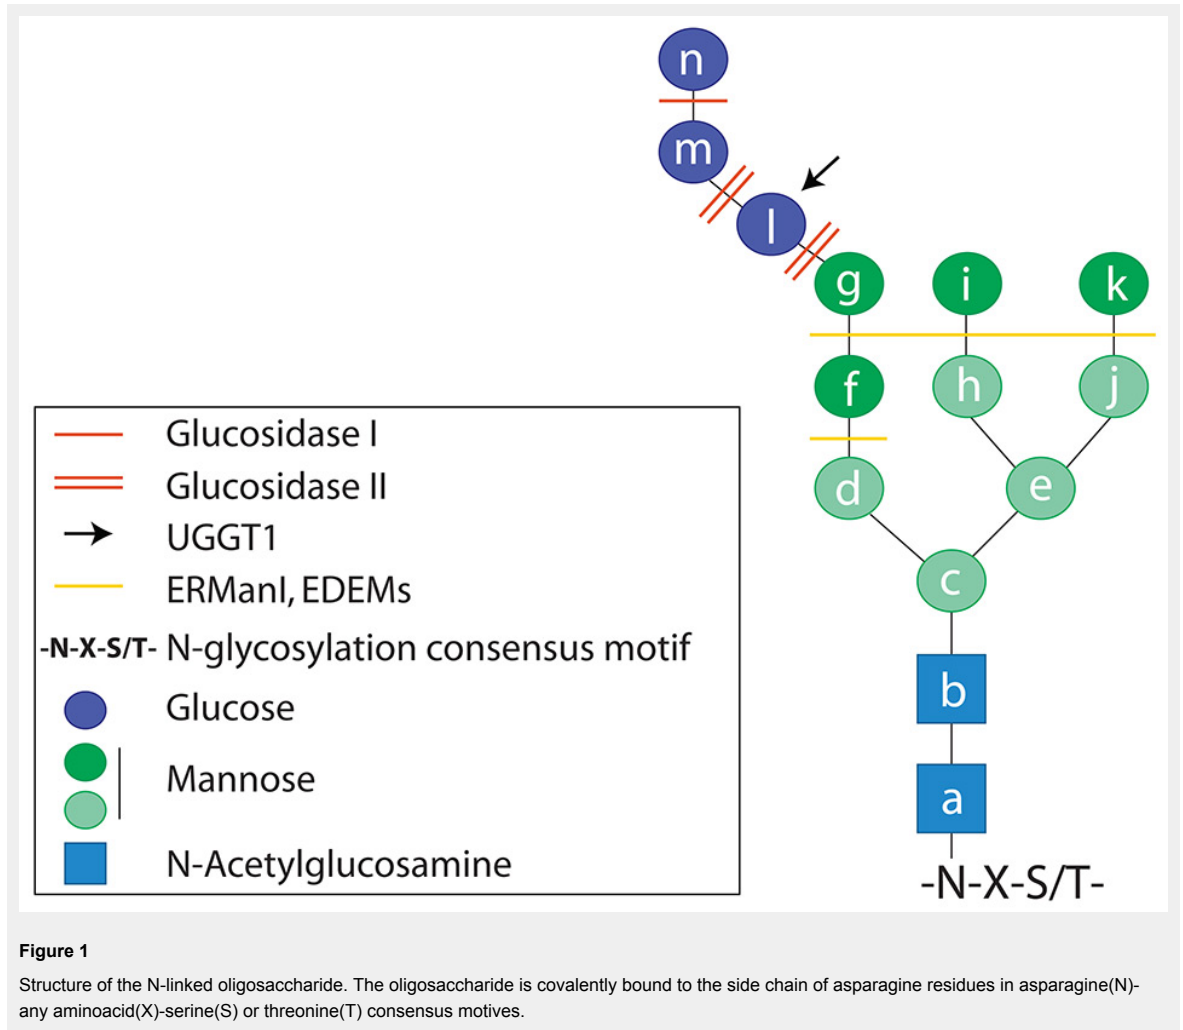 n
m
l
g i k
f h j
d e
c
b
a
-N-X-S/T-
Glucosidase I
Glucosidase II
UGGT1
ERManI, EDEMs
-N-X-S/T- N-glycosylation consensus motif
Glucose
Mannose
N-Acetylglucosamine
Figure 1
Structure of the N-linked oligosaccharide. The oligosaccharide is covalently bound to the side chain of asparagine residues in asparagine(N)-
any aminoacid(X)-serine(S) or threonine(T) consensus motives.